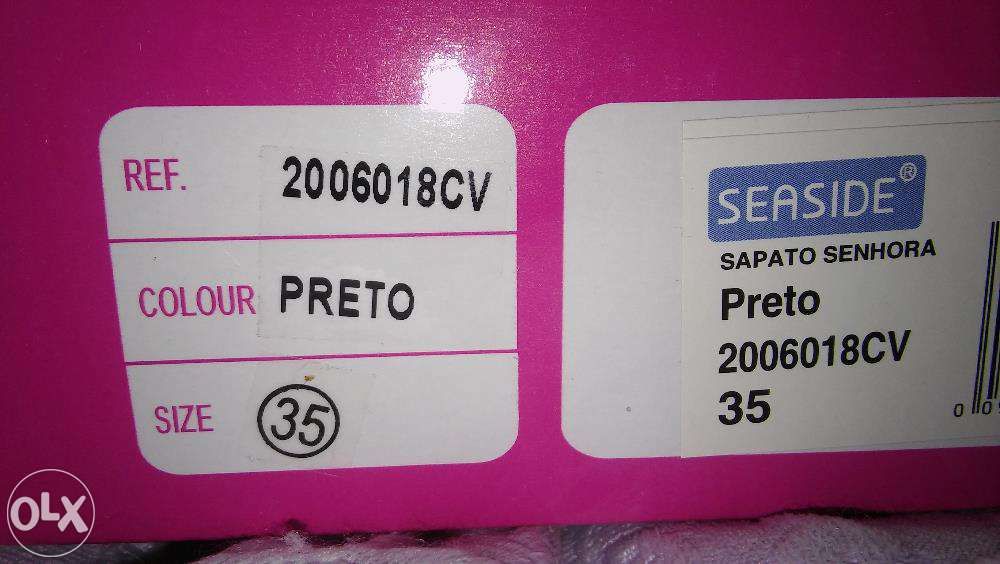 REF. 2006018CV
COLOUR PRETO
SIZE 35
SEASIDE®
SAPATO SENHORA
Preto
2006018CV
35
OLX